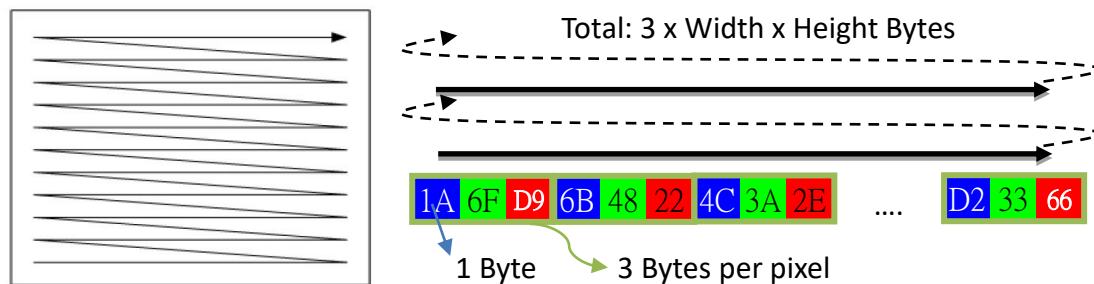 Total: 3 x Width x Height Bytes
1A 6F D9 6B 48 22 4C 3A 2E .... D2 33 66
1 Byte 3 Bytes per pixel